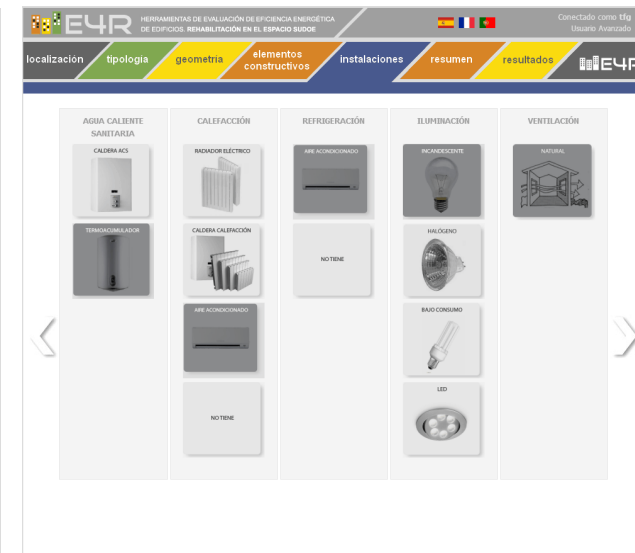 E4R
HERRAMIENTAS DE EVALUACIÓN DE EFICIENCIA ENERGÉTICA
DE EDIFICIOS. REHABILITACIÓN EN EL ESPACIO SUDOE
Conectado como tfg
Usuario Avanzado
localización
tipología
geometría
elementos
constructivos
instalaciones
resumen
resultados
E4R
AGUA CALIENTE
SANITARIA
CALEFACCIÓN
REFRIGERACIÓN
ILUMINACIÓN
VENTILACIÓN
CALDERA ACS
RADIADOR ELÉCTRICO
AIRE ACONDICIONADO
INCANDESCENTE
NATURAL
TERMOACUMULADOR
CALDERA CALEFACCIÓN
NO TIENE
HALÓGENO
AIRE ACONDICIONADO
BAJO CONSUMO
NO TIENE
LED